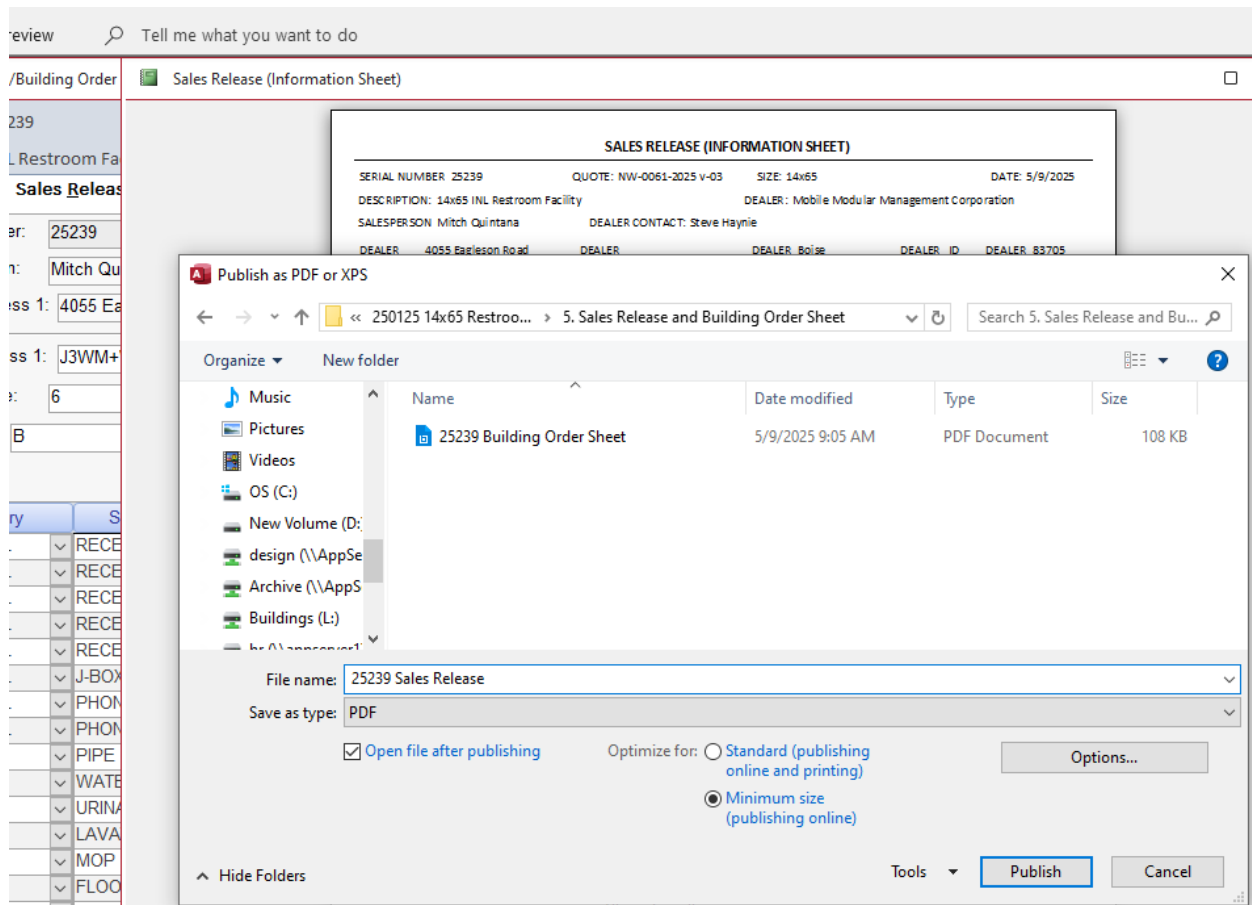 Tell me what you want to do
/Building Order
Sales Release (Information Sheet)
239
SALES RELEASE (INFORMATION SHEET)
SERIAL NUMBER 25239 QUOTE: NW-0061-2025 v-03 SIZE: 14x65 DATE: 5/9/2025
DESCRIPTION: 14x65 INL Restroom Facility DEALER: Mobile Modular Management Corporation
SALESPERSON Mitch Quintana DEALER CONTACT: Steve Haynie
DEALER 4055 Eagleson Road DEALER DEALER Boise DEALER ID DEALER 83705
L Restroom Fa
Sales Releas
er: 25239
n: Mitch Qu
ess 1: 4055 Ea
ss 1: J3WM+
e: 6
B
ry S
RECE
RECE
RECE
RECE
RECE
J-BOX
PHON
PHON
PIPE
WATE
URINA
LAVA
MOP
FLOO
Publish as PDF or XPS
« 250125 14x65 Restroo... › 5. Sales Release and Building Order Sheet
Search 5. Sales Release and Bu...
Organize New folder
Name Date modified Type Size
25239 Building Order Sheet 5/9/2025 9:05 AM PDF Document 108 KB
Music
Pictures
Videos
OS (C:)
New Volume (D:
design (\\AppSe
Archive (\\AppS
Buildings (L:)
File name: 25239 Sales Release
Save as type: PDF
Open file after publishing
Optimize for: Standard (publishing
online and printing)
Minimum size
(publishing online)
Options...
Hide Folders
Tools Publish Cancel